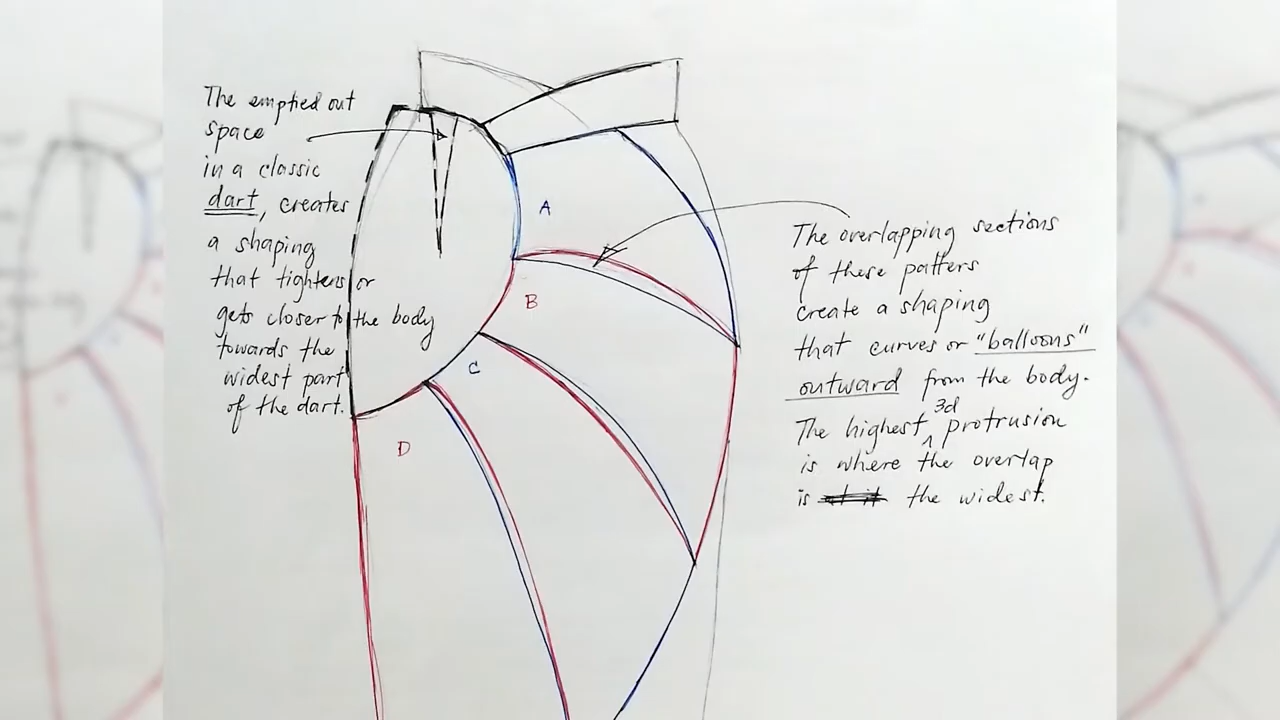 The emptied out
space
in a classic
dart, creates
a shaping
that tightens or
gets closer to the body
towards the
widest part
of the dart.
A
B
C
D
The overlapping sections
of these patters
create a shaping
that curves or "balloons"
outward from the body.
The highest 3d protrusion
is where the overlap
is the widest.